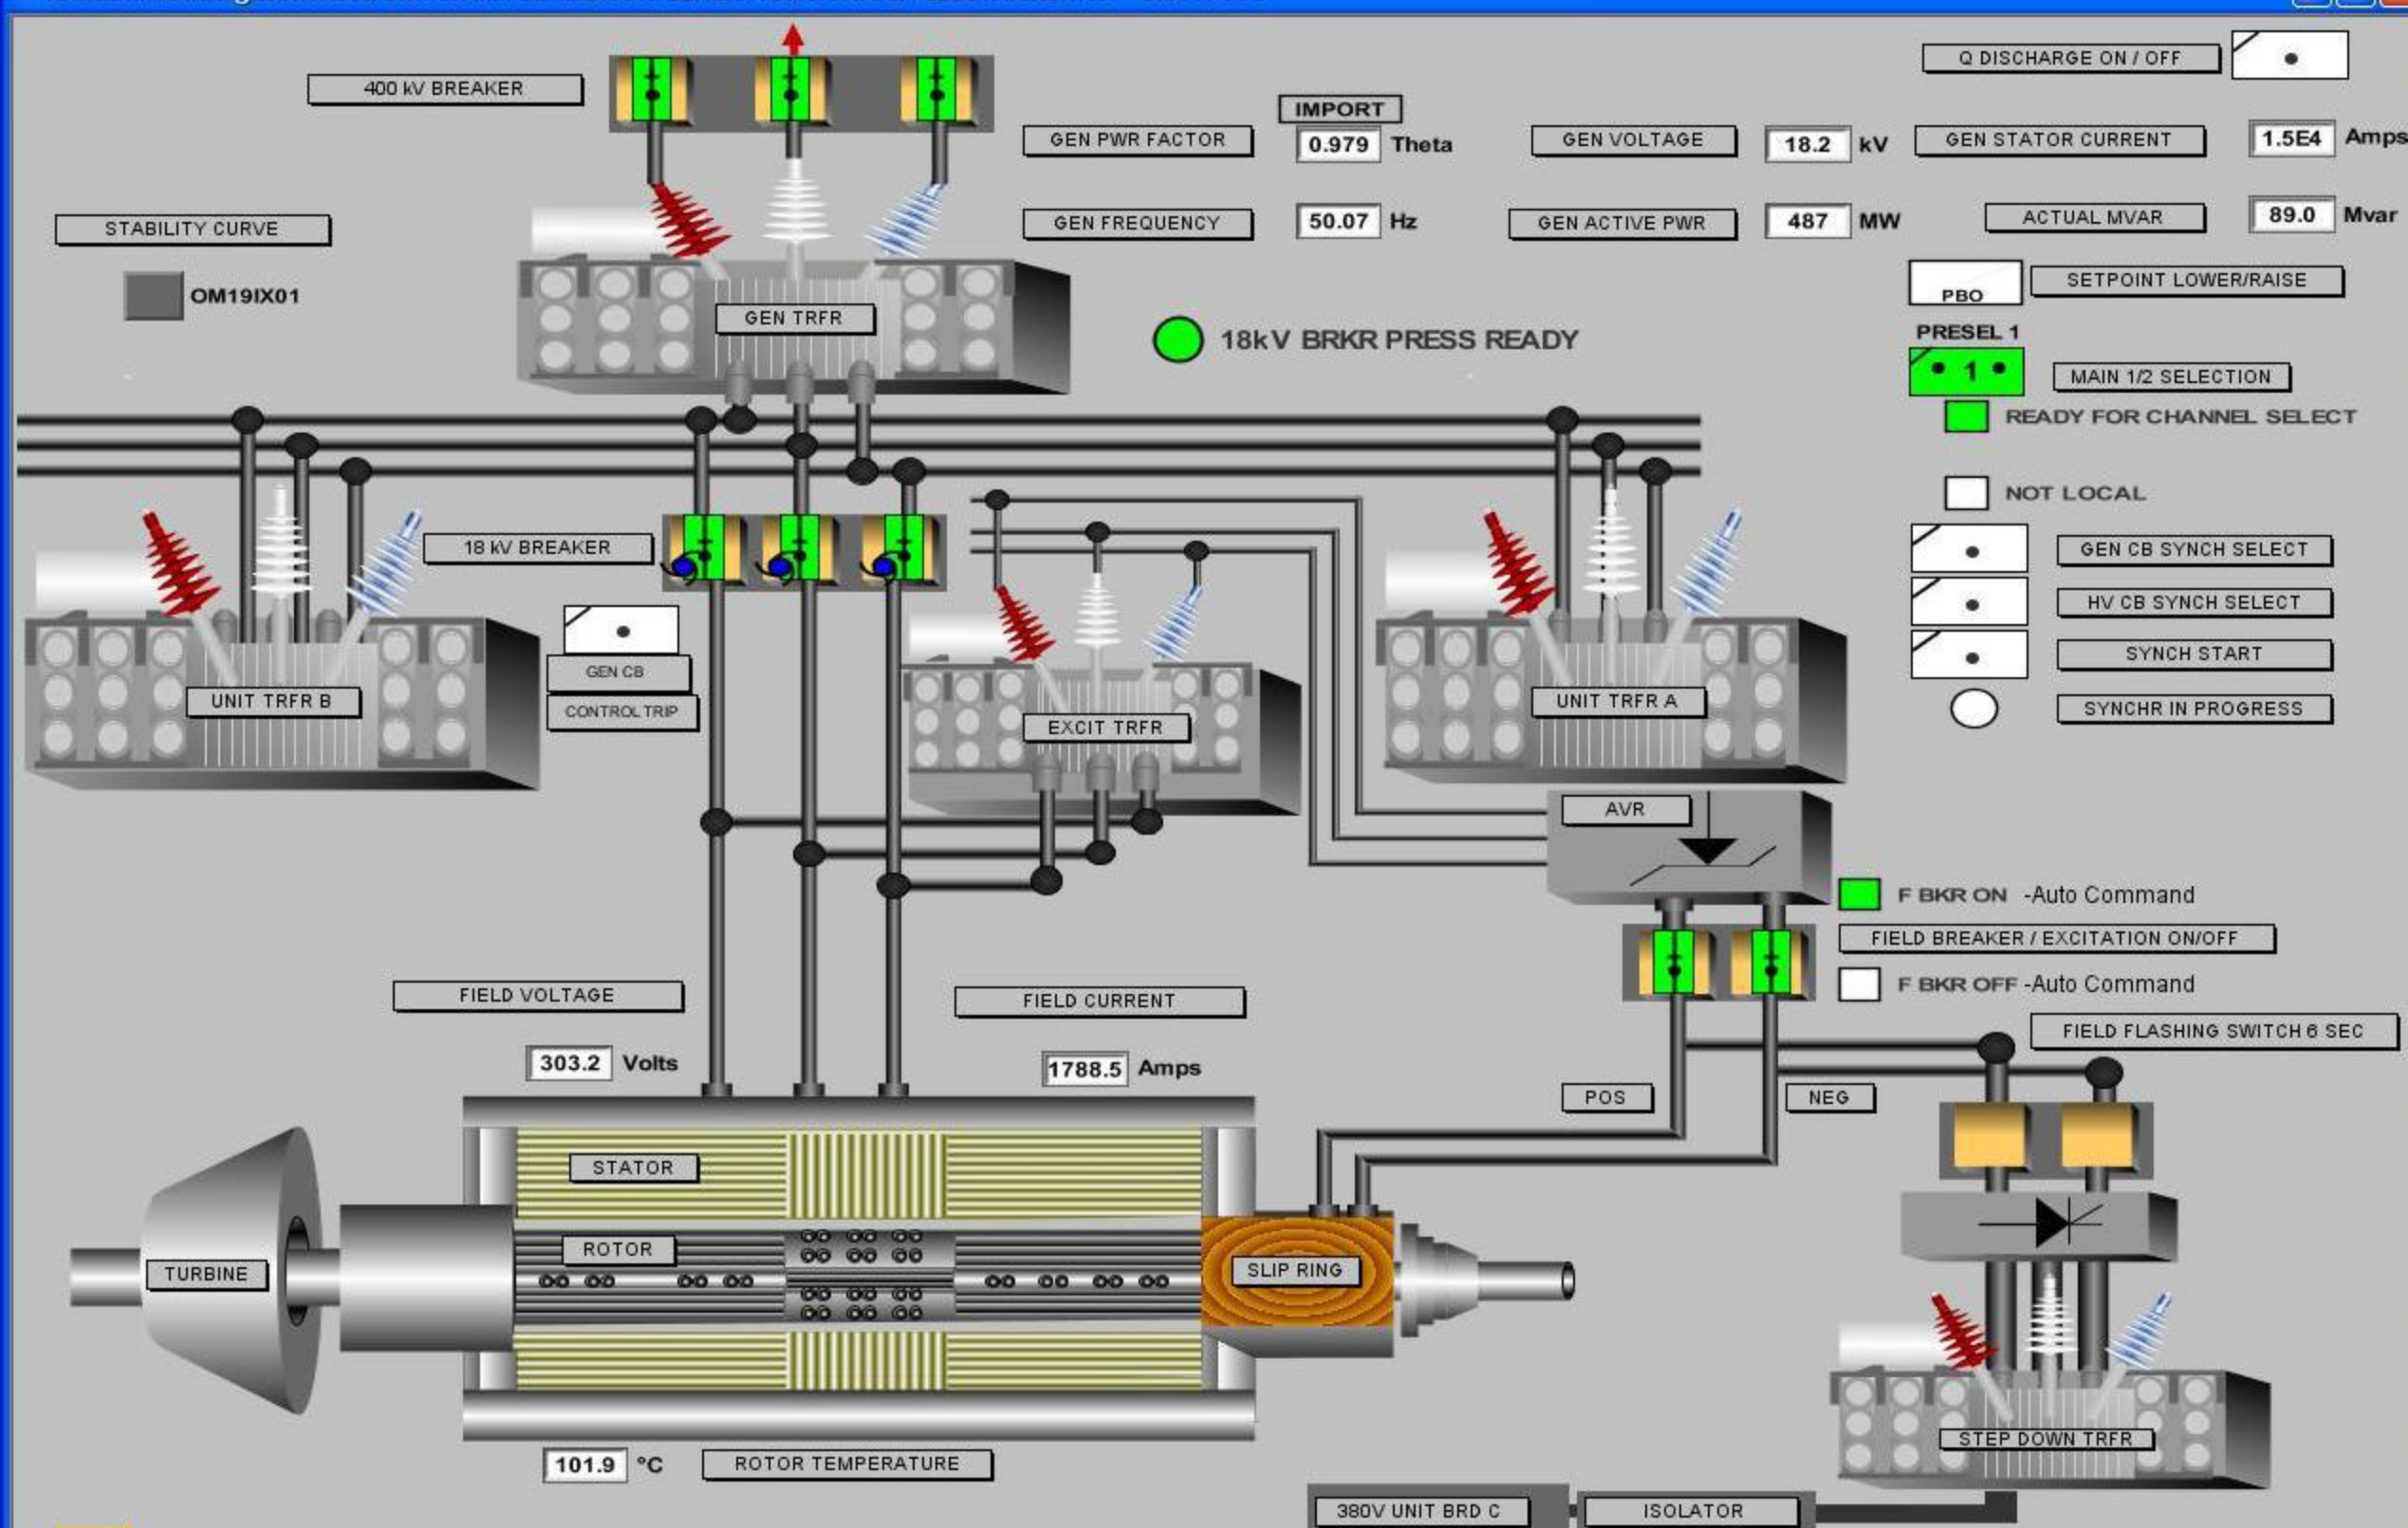 400 kV BREAKER
Q DISCHARGE ON / OFF
IMPORT
GEN PWR FACTOR 0.979 Theta
GEN VOLTAGE 18.2 kV
GEN STATOR CURRENT 1.5E4 Amps
STABILITY CURVE
GEN FREQUENCY 50.07 Hz
GEN ACTIVE PWR 487 MW
ACTUAL MVAR 89.0 Mvar
OM19IX01
GEN TRFR
18kV BRKR PRESS READY
PBO SETPOINT LOWER/RAISE
PRESEL 1
1 MAIN 1/2 SELECTION
READY FOR CHANNEL SELECT
NOT LOCAL
18 kV BREAKER
GEN CB SYNCH SELECT
HV CB SYNCH SELECT
SYNCH START
SYNCHR IN PROGRESS
GEN CB
CONTROL TRIP
UNIT TRFR B
EXCIT TRFR
UNIT TRFR A
AVR
F BKR ON -Auto Command
FIELD BREAKER / EXCITATION ON/OFF
F BKR OFF -Auto Command
FIELD VOLTAGE
FIELD CURRENT
FIELD FLASHING SWITCH 6 SEC
303.2 Volts
1788.5 Amps
POS
NEG
STATOR
ROTOR
TURBINE
SLIP RING
STEP DOWN TRFR
101.9 °C ROTOR TEMPERATURE
380V UNIT BRD C
ISOLATOR